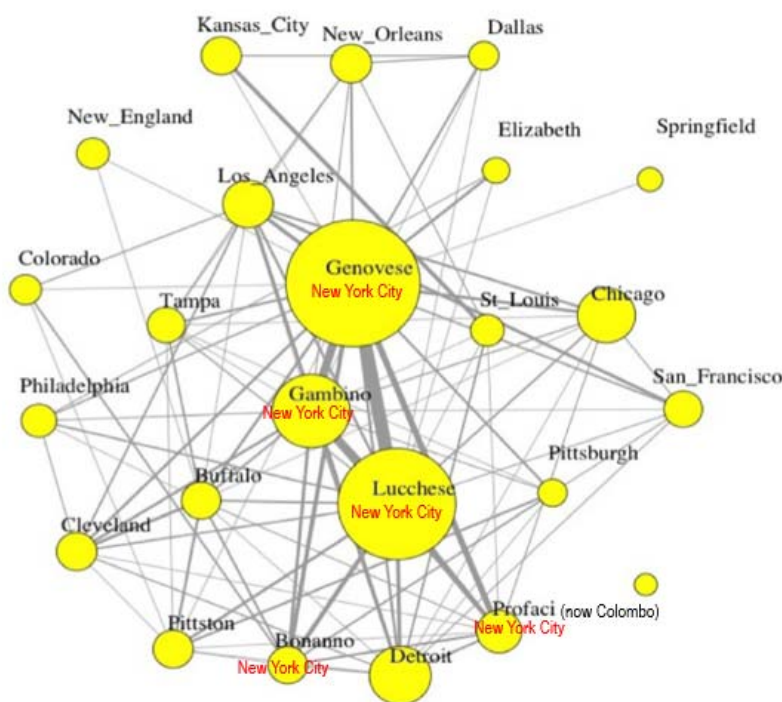 Kansas_City
New_Orleans
Dallas
New_England
Elizabeth
Springfield
Los_Angeles
Genovese
New York City
Colorado
Tampa
St_Louis
Chicago
Philadelphia
Gambino
New York City
San_Francisco
Buffalo
Lucchese
New York City
Pittsburgh
Cleveland
Pittston
Bonanno
New York City
Detroit
Profaci (now Colombo)
New York City